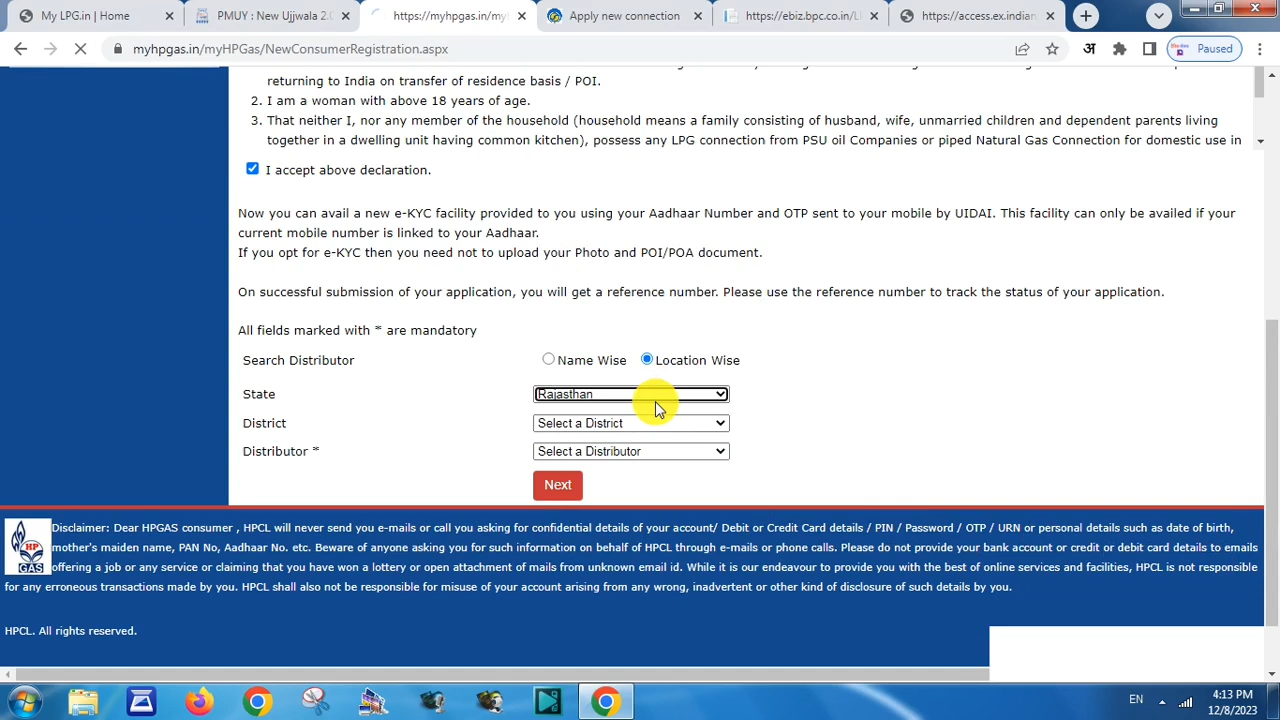 My LPG.in | Home
PMUY : New Ujjwala 2.
https://myhpgas.in/my
Apply new connection
https://ebiz.bpc.co.in/L
https://access.ex.indian
myhpgas.in/myHPGas/NewConsumerRegistration.aspx
अ
Paused
returning to India on transfer of residence basis / POI.
2. I am a woman with above 18 years of age.
3. That neither I, nor any member of the household (household means a family consisting of husband, wife, unmarried children and dependent parents living
together in a dwelling unit having common kitchen), possess any LPG connection from PSU oil Companies or piped Natural Gas Connection for domestic use in
I accept above declaration.
Now you can avail a new e-KYC facility provided to you using your Aadhaar Number and OTP sent to your mobile by UIDAI. This facility can only be availed if your
current mobile number is linked to your Aadhaar.
If you opt for e-KYC then you need not to upload your Photo and POI/POA document.
On successful submission of your application, you will get a reference number. Please use the reference number to track the status of your application.
All fields marked with * are mandatory
Search Distributor Name Wise Location Wise
State Rajasthan
District Select a District
Distributor * Select a Distributor
Next
HP GAS
Disclaimer: Dear HPGAS consumer , HPCL will never send you e-mails or call you asking for confidential details of your account/ Debit or Credit Card details / PIN / Password / OTP / URN or personal details such as date of birth,
mother's maiden name, PAN No, Aadhaar No. etc. Beware of anyone asking you for such information on behalf of HPCL through e-mails or phone calls. Please do not provide your bank account or credit or debit card details to emails
offering a job or any service or claiming that you have won a lottery or open attachment of mails from unknown email id. While it is our endeavour to provide you with the best of online services and facilities, HPCL is not responsible
for any erroneous transactions made by you. HPCL shall also not be responsible for misuse of your account arising from any wrong, inadvertent or other kind of disclosure of such details by you.
HPCL. All rights reserved.
EN
4:13 PM
12/8/2023